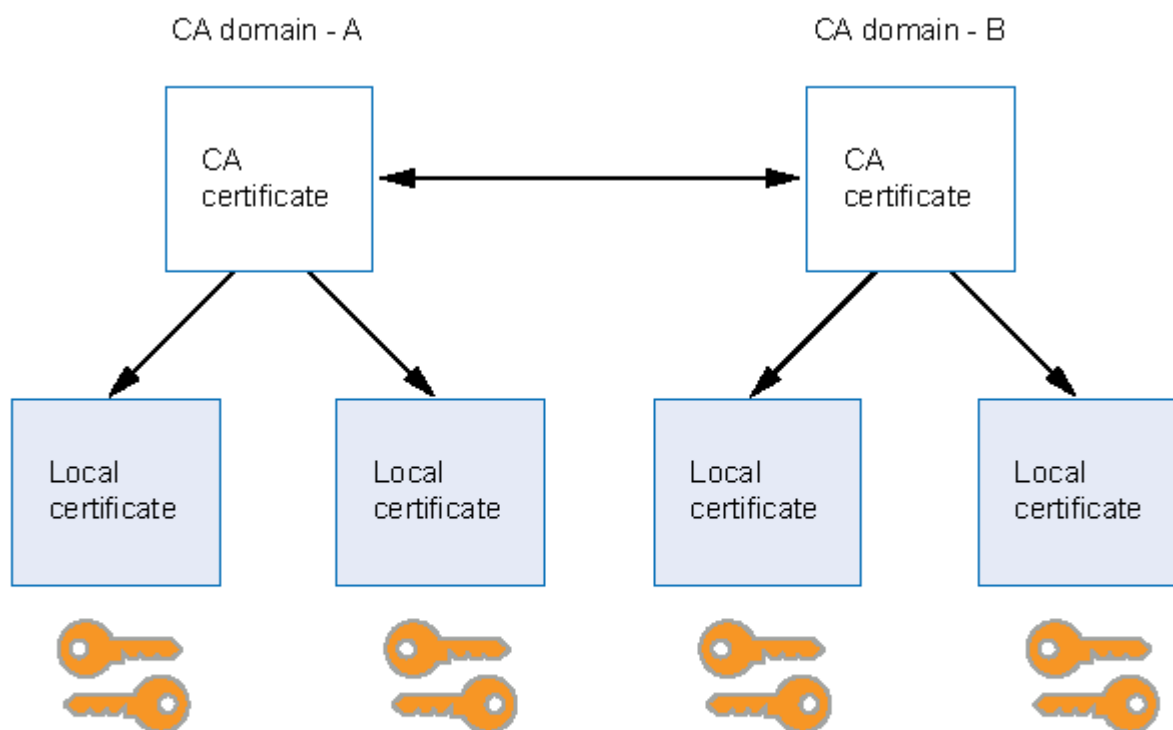 CA domain - A
CA domain - B
CA
certificate
CA
certificate
Local
certificate
Local
certificate
Local
certificate
Local
certificate